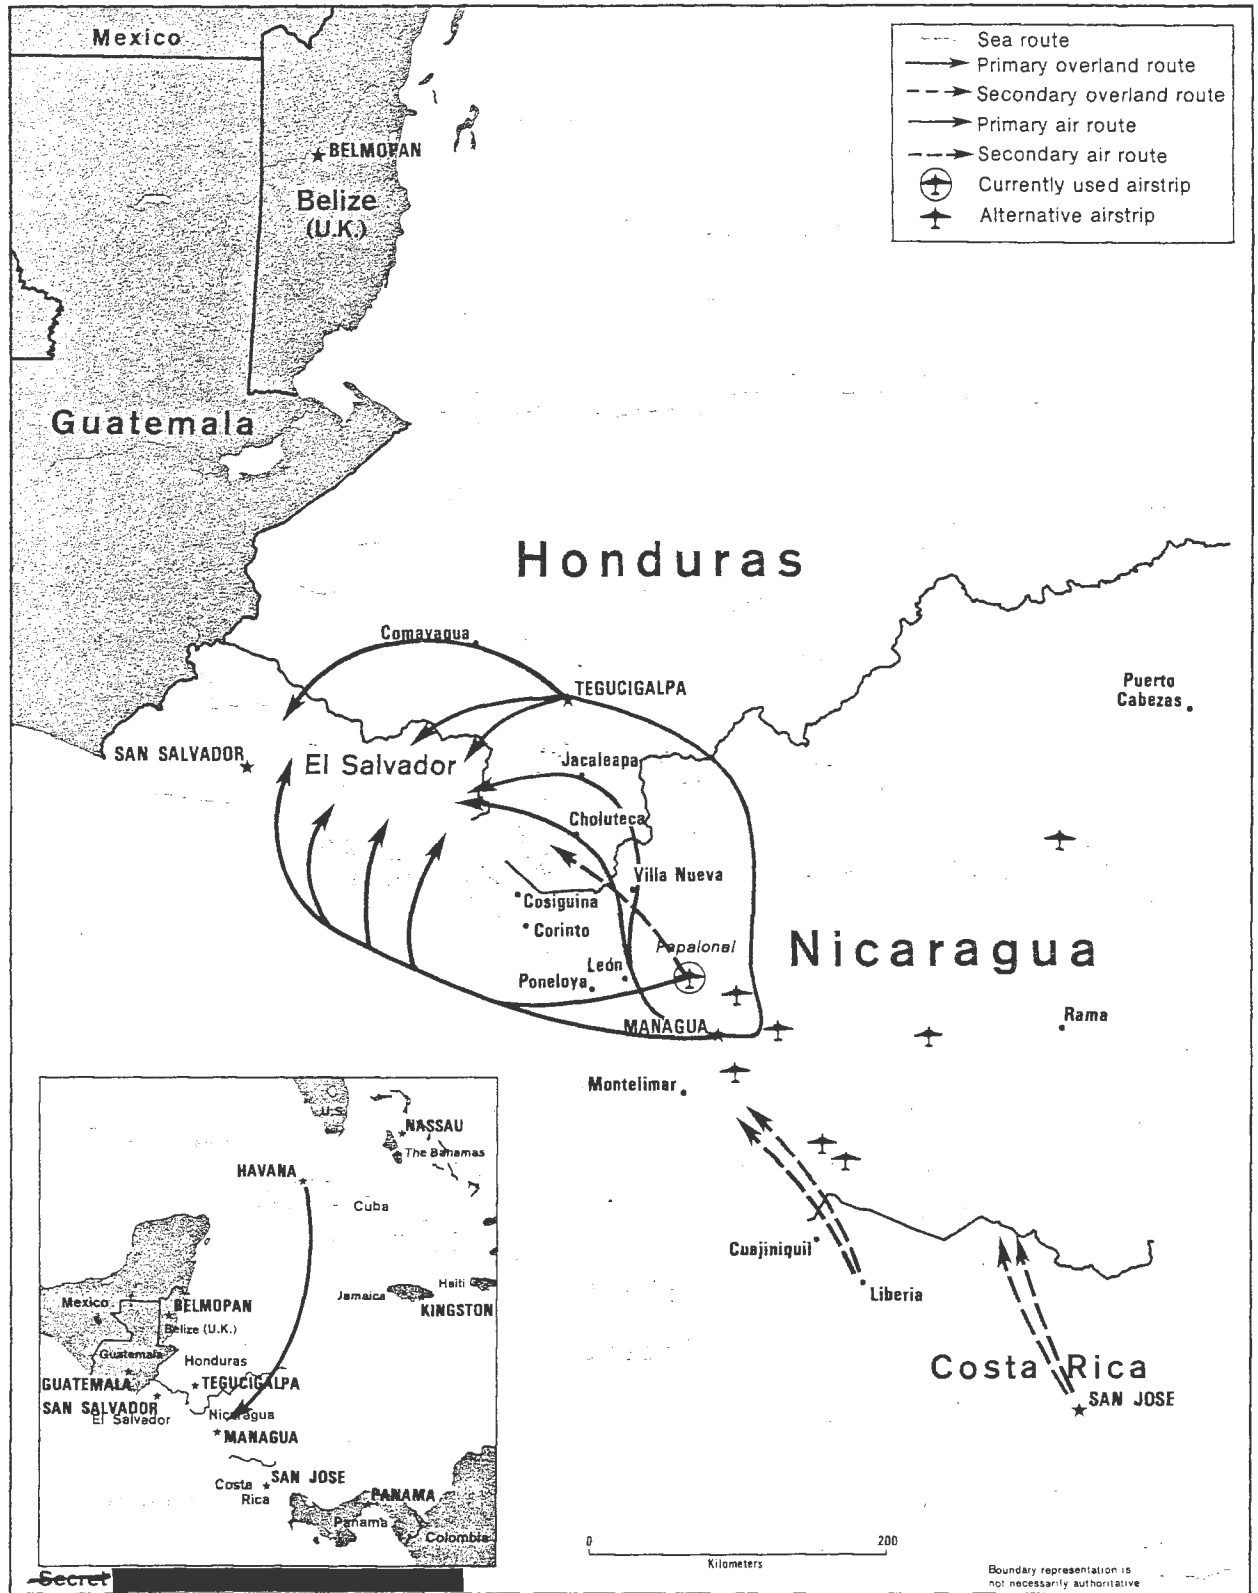 Mexico
BELMOPAN
Belize
(U.K.)
Guatemala
Sea route
Primary overland route
Secondary overland route
Primary air route
Secondary air route
Currently used airstrip
Alternative airstrip
Honduras
Comayagua
TEGUCIGALPA
Puerto
Cabezas
SAN SALVADOR
El Salvador
Jacaleapa
Choluteca
Villa Nueva
Cosiguina
Corinto
Papalonal
Nicaragua
León
Poneloya
MANAGUA
Rama
Montelimar
Cuajiniquil
Liberia
Costa Rica
SAN JOSE
U.S.
NASSAU
The Bahamas
HAVANA
Cuba
Haiti
Jamaica
KINGSTON
Mexico
BELMOPAN
Belize (U.K.)
Guatemala
Honduras
GUATEMALA
TEGUCIGALPA
SAN SALVADOR
El Salvador
Nicaragua
MANAGUA
SAN JOSE
Costa
Rica
PANAMA
Panama
Colombia
0 200
Kilometers
Secret
Boundary representation is
not necessarily authoritative